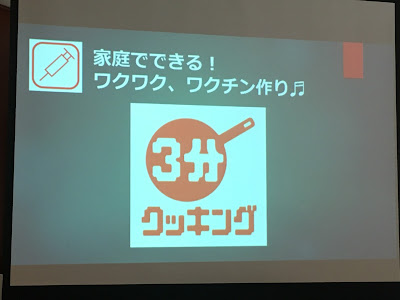 家庭でできる！
ワクワク、ワクチン作り♬
3分
クッキング